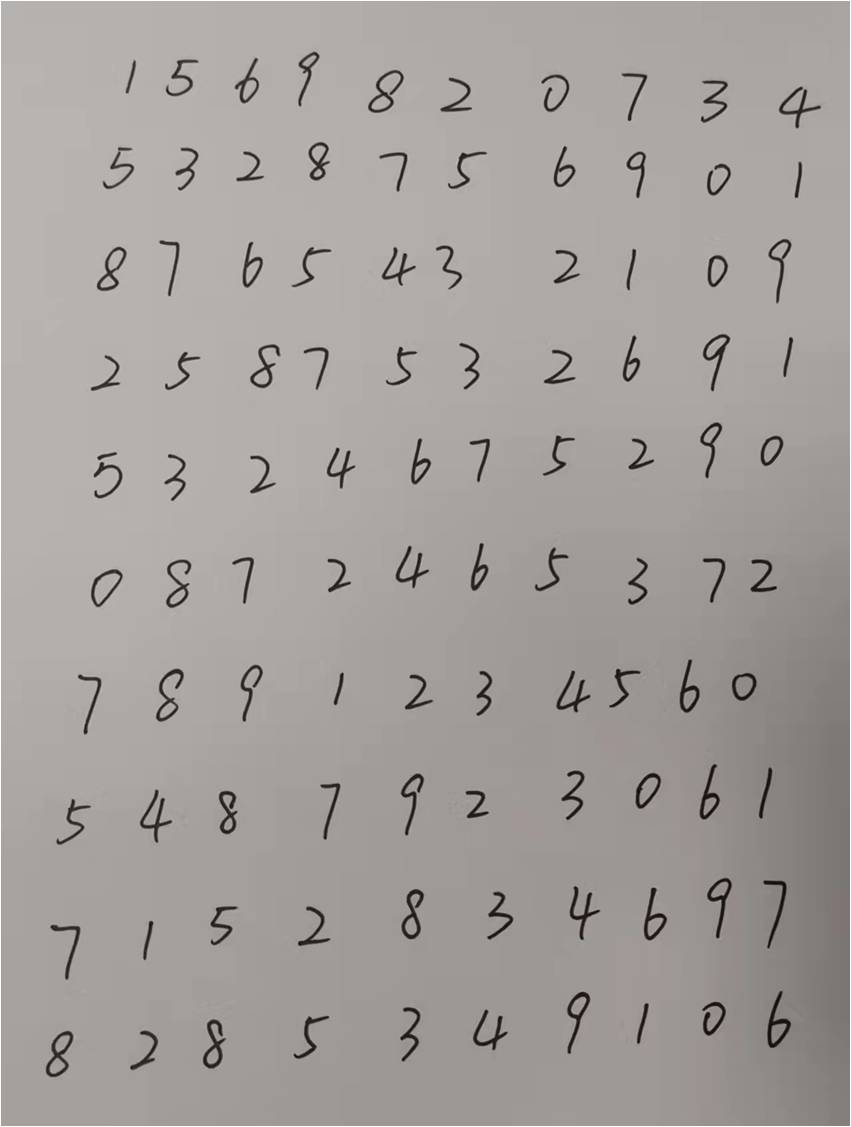 1 5 6 9 8 2 0 7 3 4
5 3 2 8 7 5 6 9 0 1
8 7 6 5 4 3 2 1 0 9
2 5 8 7 5 3 2 6 9 1
5 3 2 4 6 7 5 2 9 0
0 8 7 2 4 6 5 3 7 2
7 8 9 1 2 3 4 5 6 0
5 4 8 7 9 2 3 0 6 1
7 1 5 2 8 3 4 6 9 7
8 2 8 5 3 4 9 1 0 6